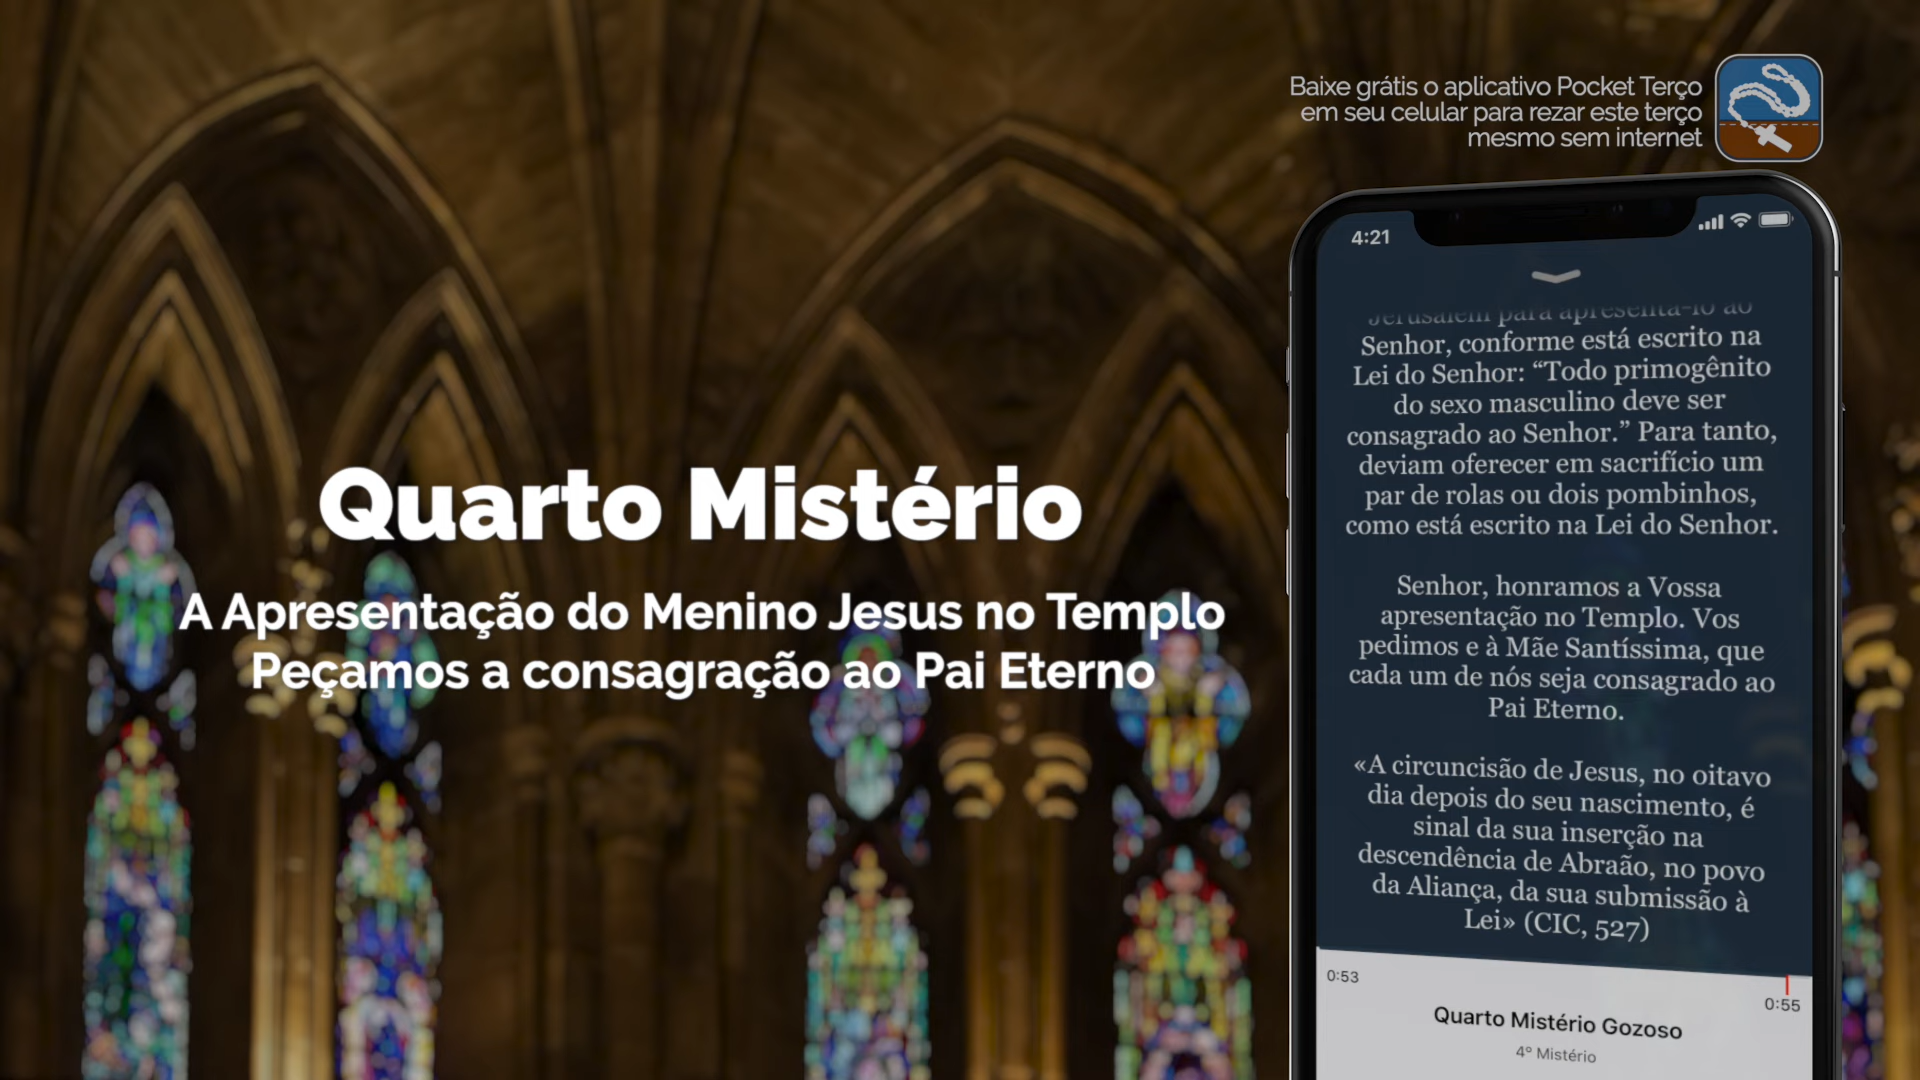 Baixe grátis o aplicativo Pocket Terço
em seu celular para rezar este terço
mesmo sem internet
Quarto Mistério
A Apresentação do Menino Jesus no Templo
Peçamos a consagração ao Pai Eterno
4:21
Jerusalém para apresentá-lo ao
Senhor, conforme está escrito na
Lei do Senhor: “Todo primogênito
do sexo masculino deve ser
consagrado ao Senhor.” Para tanto,
deviam oferecer em sacrifício um
par de rolas ou dois pombinhos,
como está escrito na Lei do Senhor.
Senhor, honramos a Vossa
apresentação no Templo. Vos
pedimos e à Mãe Santíssima, que
cada um de nós seja consagrado ao
Pai Eterno.
«A circuncisão de Jesus, no oitavo
dia depois do seu nascimento, é
sinal da sua inserção na
descendência de Abraão, no povo
da Aliança, da sua submissão à
Lei» (CIC, 527)
0:53
0:55
Quarto Mistério Gozoso
4º Mistério